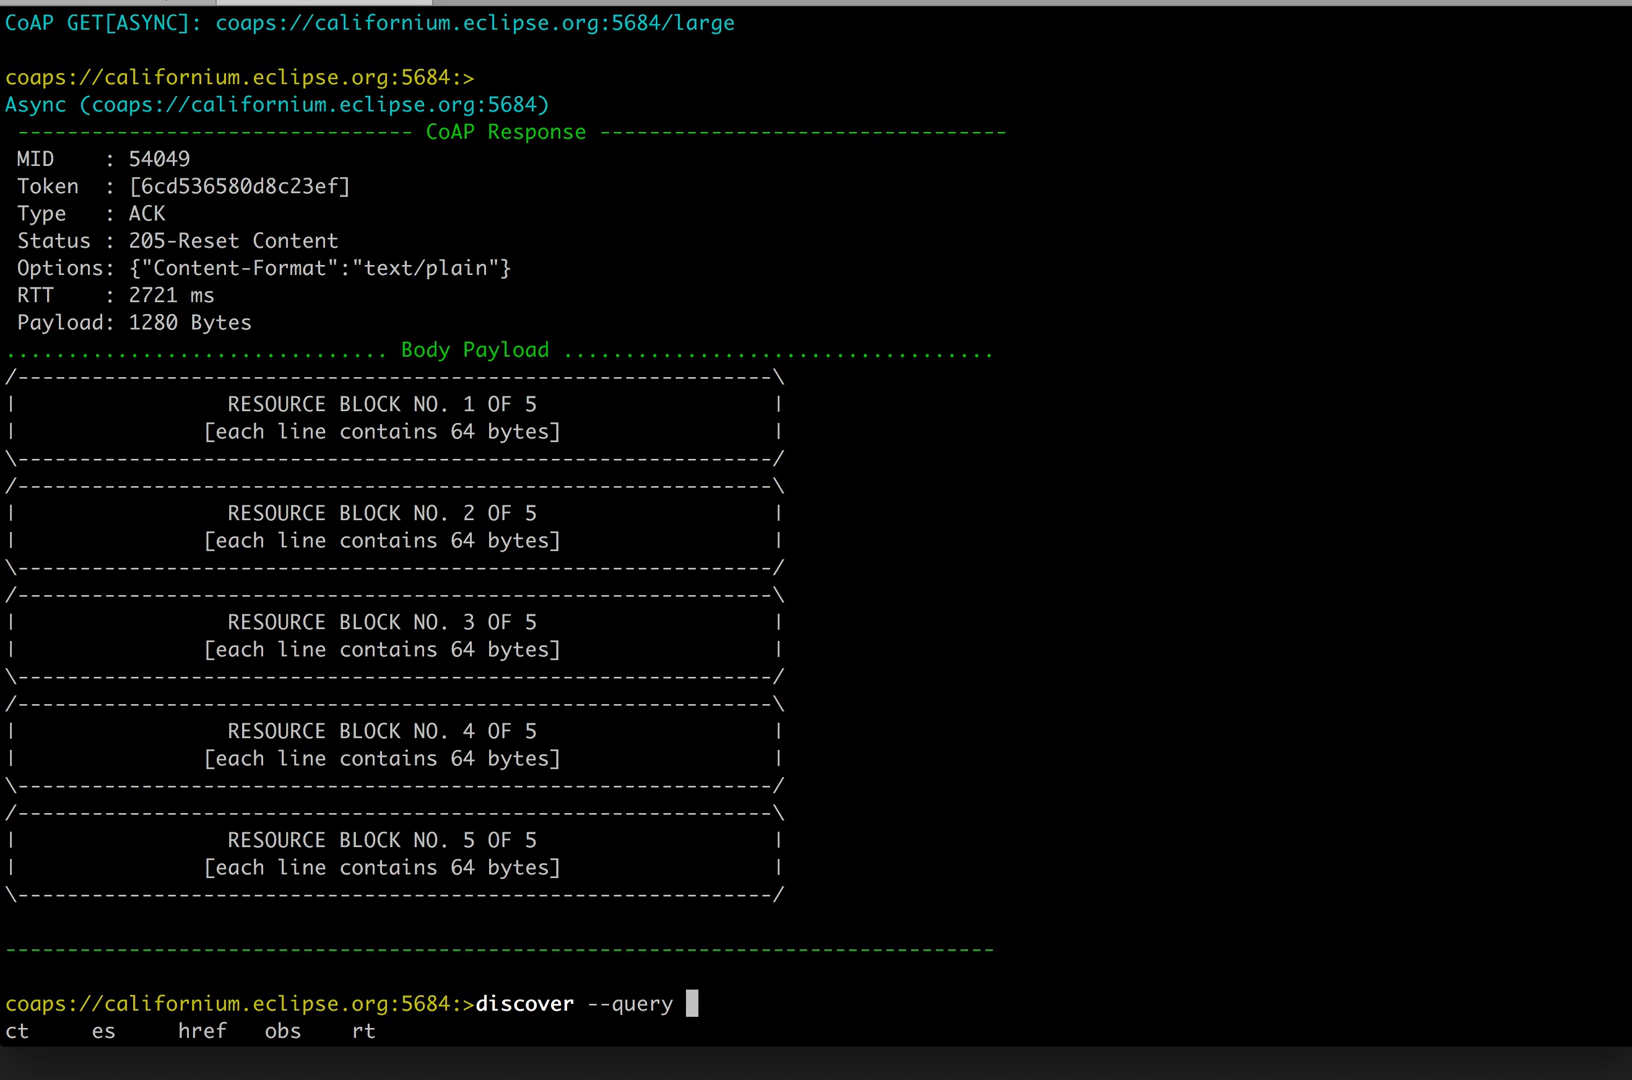 CoAP GET[ASYNC]: coaps://californium.eclipse.org:5684/large
coaps://californium.eclipse.org:5684:>
Async (coaps://californium.eclipse.org:5684)
-------------------------------- CoAP Response ---------------------------------
MID    : 54049
Token  : [6cd536580d8c23ef]
Type   : ACK
Status : 205-Reset Content
Options: {"Content-Format":"text/plain"}
RTT    : 2721 ms
Payload: 1280 Bytes
............................... Body Payload ...................................
/-------------------------------------------------------------\
|                 RESOURCE BLOCK NO. 1 OF 5                   |
|               [each line contains 64 bytes]                 |
\-------------------------------------------------------------/
/-------------------------------------------------------------\
|                 RESOURCE BLOCK NO. 2 OF 5                   |
|               [each line contains 64 bytes]                 |
\-------------------------------------------------------------/
/-------------------------------------------------------------\
|                 RESOURCE BLOCK NO. 3 OF 5                   |
|               [each line contains 64 bytes]                 |
\-------------------------------------------------------------/
/-------------------------------------------------------------\
|                 RESOURCE BLOCK NO. 4 OF 5                   |
|               [each line contains 64 bytes]                 |
\-------------------------------------------------------------/
/-------------------------------------------------------------\
|                 RESOURCE BLOCK NO. 5 OF 5                   |
|               [each line contains 64 bytes]                 |
\-------------------------------------------------------------/
--------------------------------------------------------------------------------
coaps://californium.eclipse.org:5684:>discover --query
ct     es     href   obs    rt